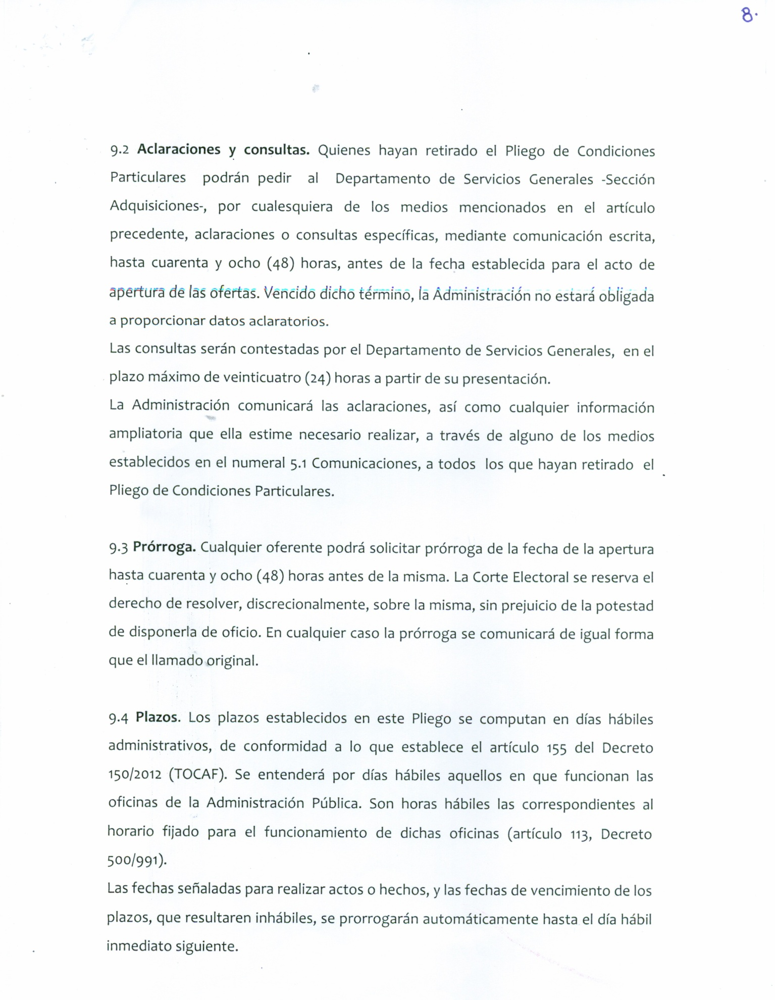 8.
9.2 Aclaraciones y consultas. Quienes hayan retirado el Pliego de Condiciones
Particulares podrán pedir al Departamento de Servicios Generales -Sección
Adquisiciones-, por cualesquiera de los medios mencionados en el artículo
precedente, aclaraciones o consultas específicas, mediante comunicación escrita,
hasta cuarenta y ocho (48) horas, antes de la fecha establecida para el acto de
apertura de las ofertas. Vencido dicho término, la Administración no estará obligada
a proporcionar datos aclaratorios.
Las consultas serán contestadas por el Departamento de Servicios Generales, en el
plazo máximo de veinticuatro (24) horas a partir de su presentación.
La Administración comunicará las aclaraciones, así como cualquier información
ampliatoria que ella estime necesario realizar, a través de alguno de los medios
establecidos en el numeral 5.1 Comunicaciones, a todos los que hayan retirado el
Pliego de Condiciones Particulares.
9.3 Prórroga. Cualquier oferente podrá solicitar prórroga de la fecha de la apertura
hasta cuarenta y ocho (48) horas antes de la misma. La Corte Electoral se reserva el
derecho de resolver, discrecionalmente, sobre la misma, sin prejuicio de la potestad
de disponerla de oficio. En cualquier caso la prórroga se comunicará de igual forma
que el llamado original.
9.4 Plazos. Los plazos establecidos en este Pliego se computan en días hábiles
administrativos, de conformidad a lo que establece el artículo 155 del Decreto
150/2012 (TOCAF). Se entenderá por días hábiles aquellos en que funcionan las
oficinas de la Administración Pública. Son horas hábiles las correspondientes al
horario fijado para el funcionamiento de dichas oficinas (artículo 113, Decreto
500/991).
Las fechas señaladas para realizar actos o hechos, y las fechas de vencimiento de los
plazos, que resultaren inhábiles, se prorrogarán automáticamente hasta el día hábil
inmediato siguiente.